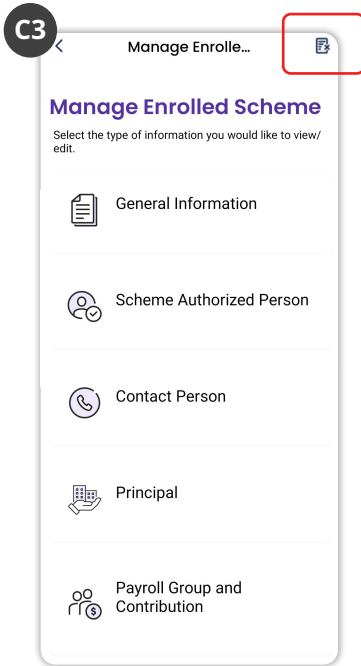 C3
Manage Enrolle...
Manage Enrolled Scheme
Select the type of information you would like to view/
edit.
General Information
Scheme Authorized Person
Contact Person
Principal
Payroll Group and
Contribution
$